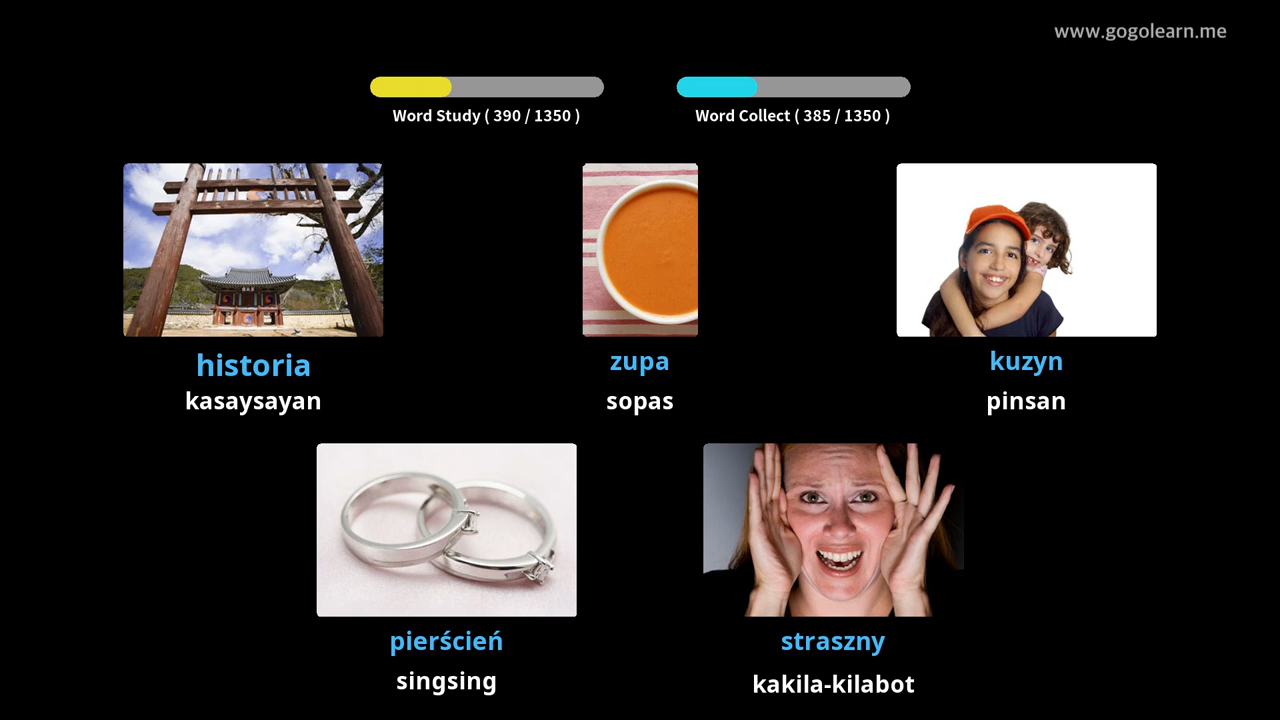 www.gogolearn.me
Word Study ( 390 / 1350 )
Word Collect ( 385 / 1350 )
historia
kasaysayan
zupa
sopas
kuzyn
pinsan
pierścień
singsing
straszny
kakila-kilabot